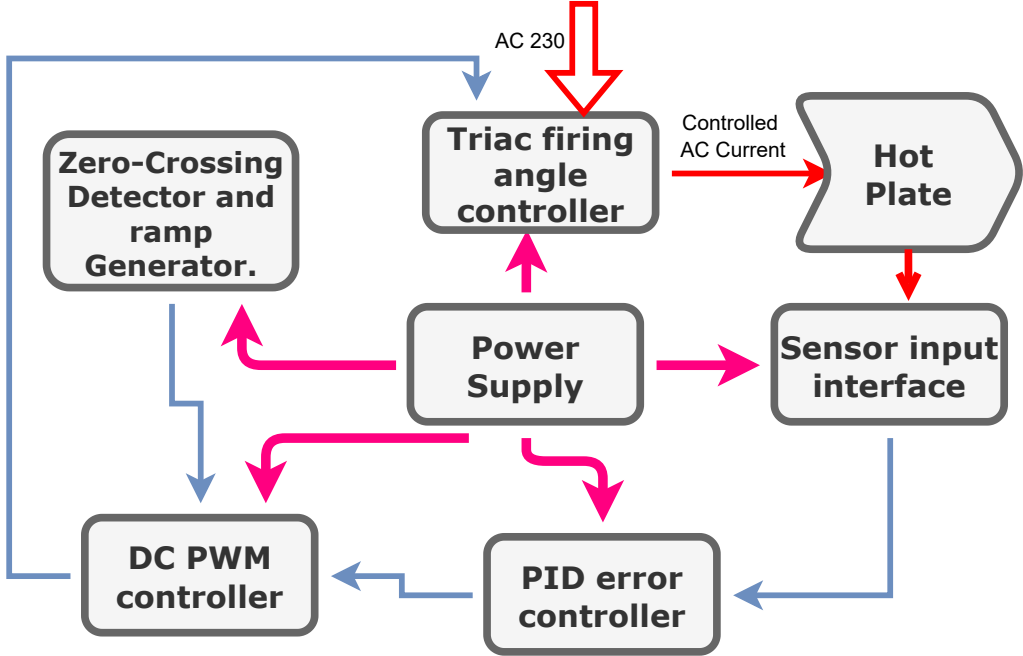 AC 230
Triac firing
angle
controller
Controlled
AC Current
Hot
Plate
Zero-Crossing
Detector and
ramp
Generator.
Power
Supply
Sensor input
interface
DC PWM
controller
PID error
controller